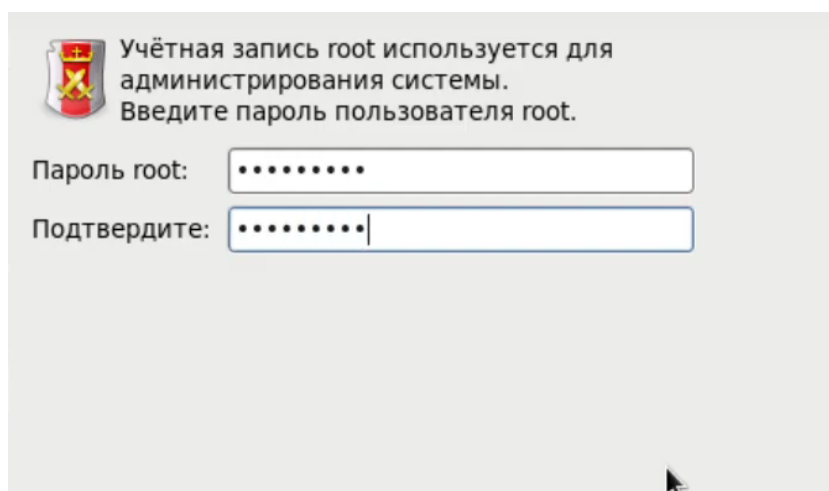 Учётная запись root используется для
администрирования системы.
Введите пароль пользователя root.
Пароль root: •••••••••
Подтвердите: •••••••••